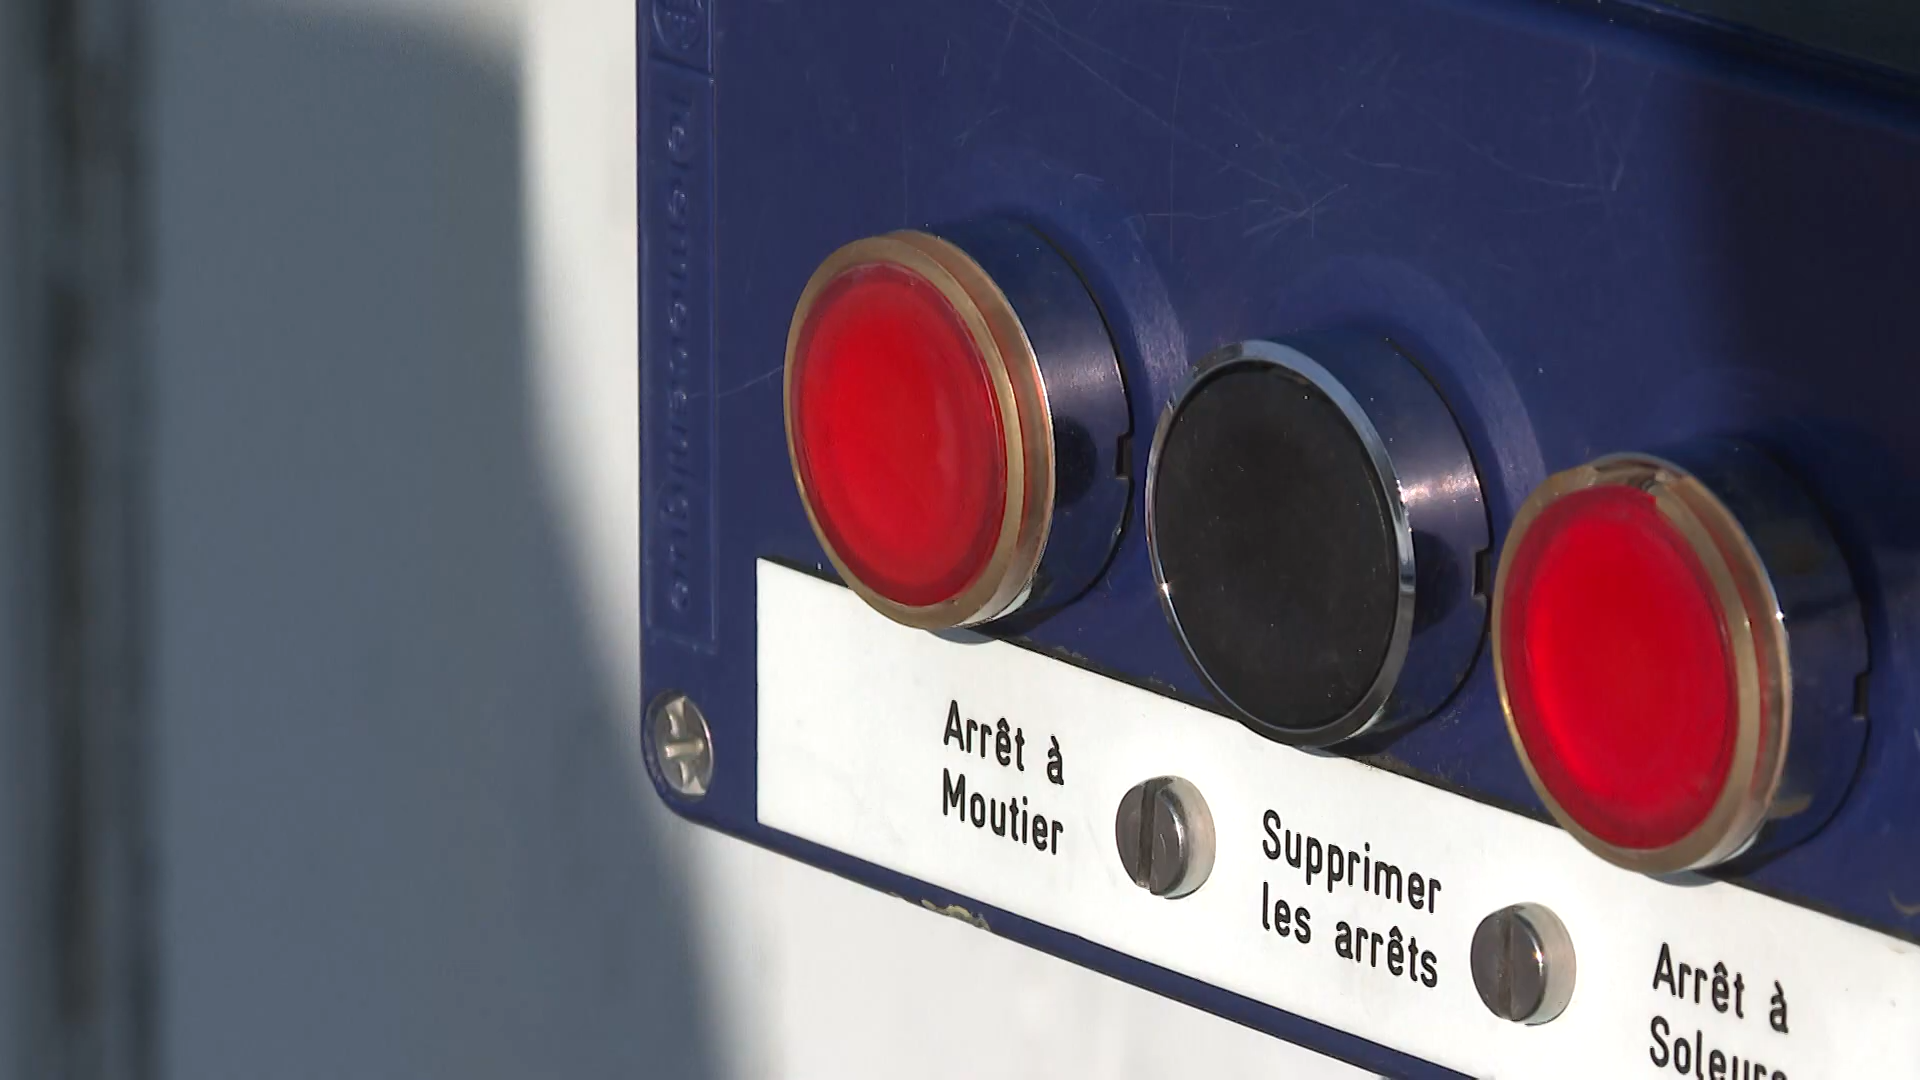 Arrêt à
Moutier
Supprimer
les arrêts
Arrêt à